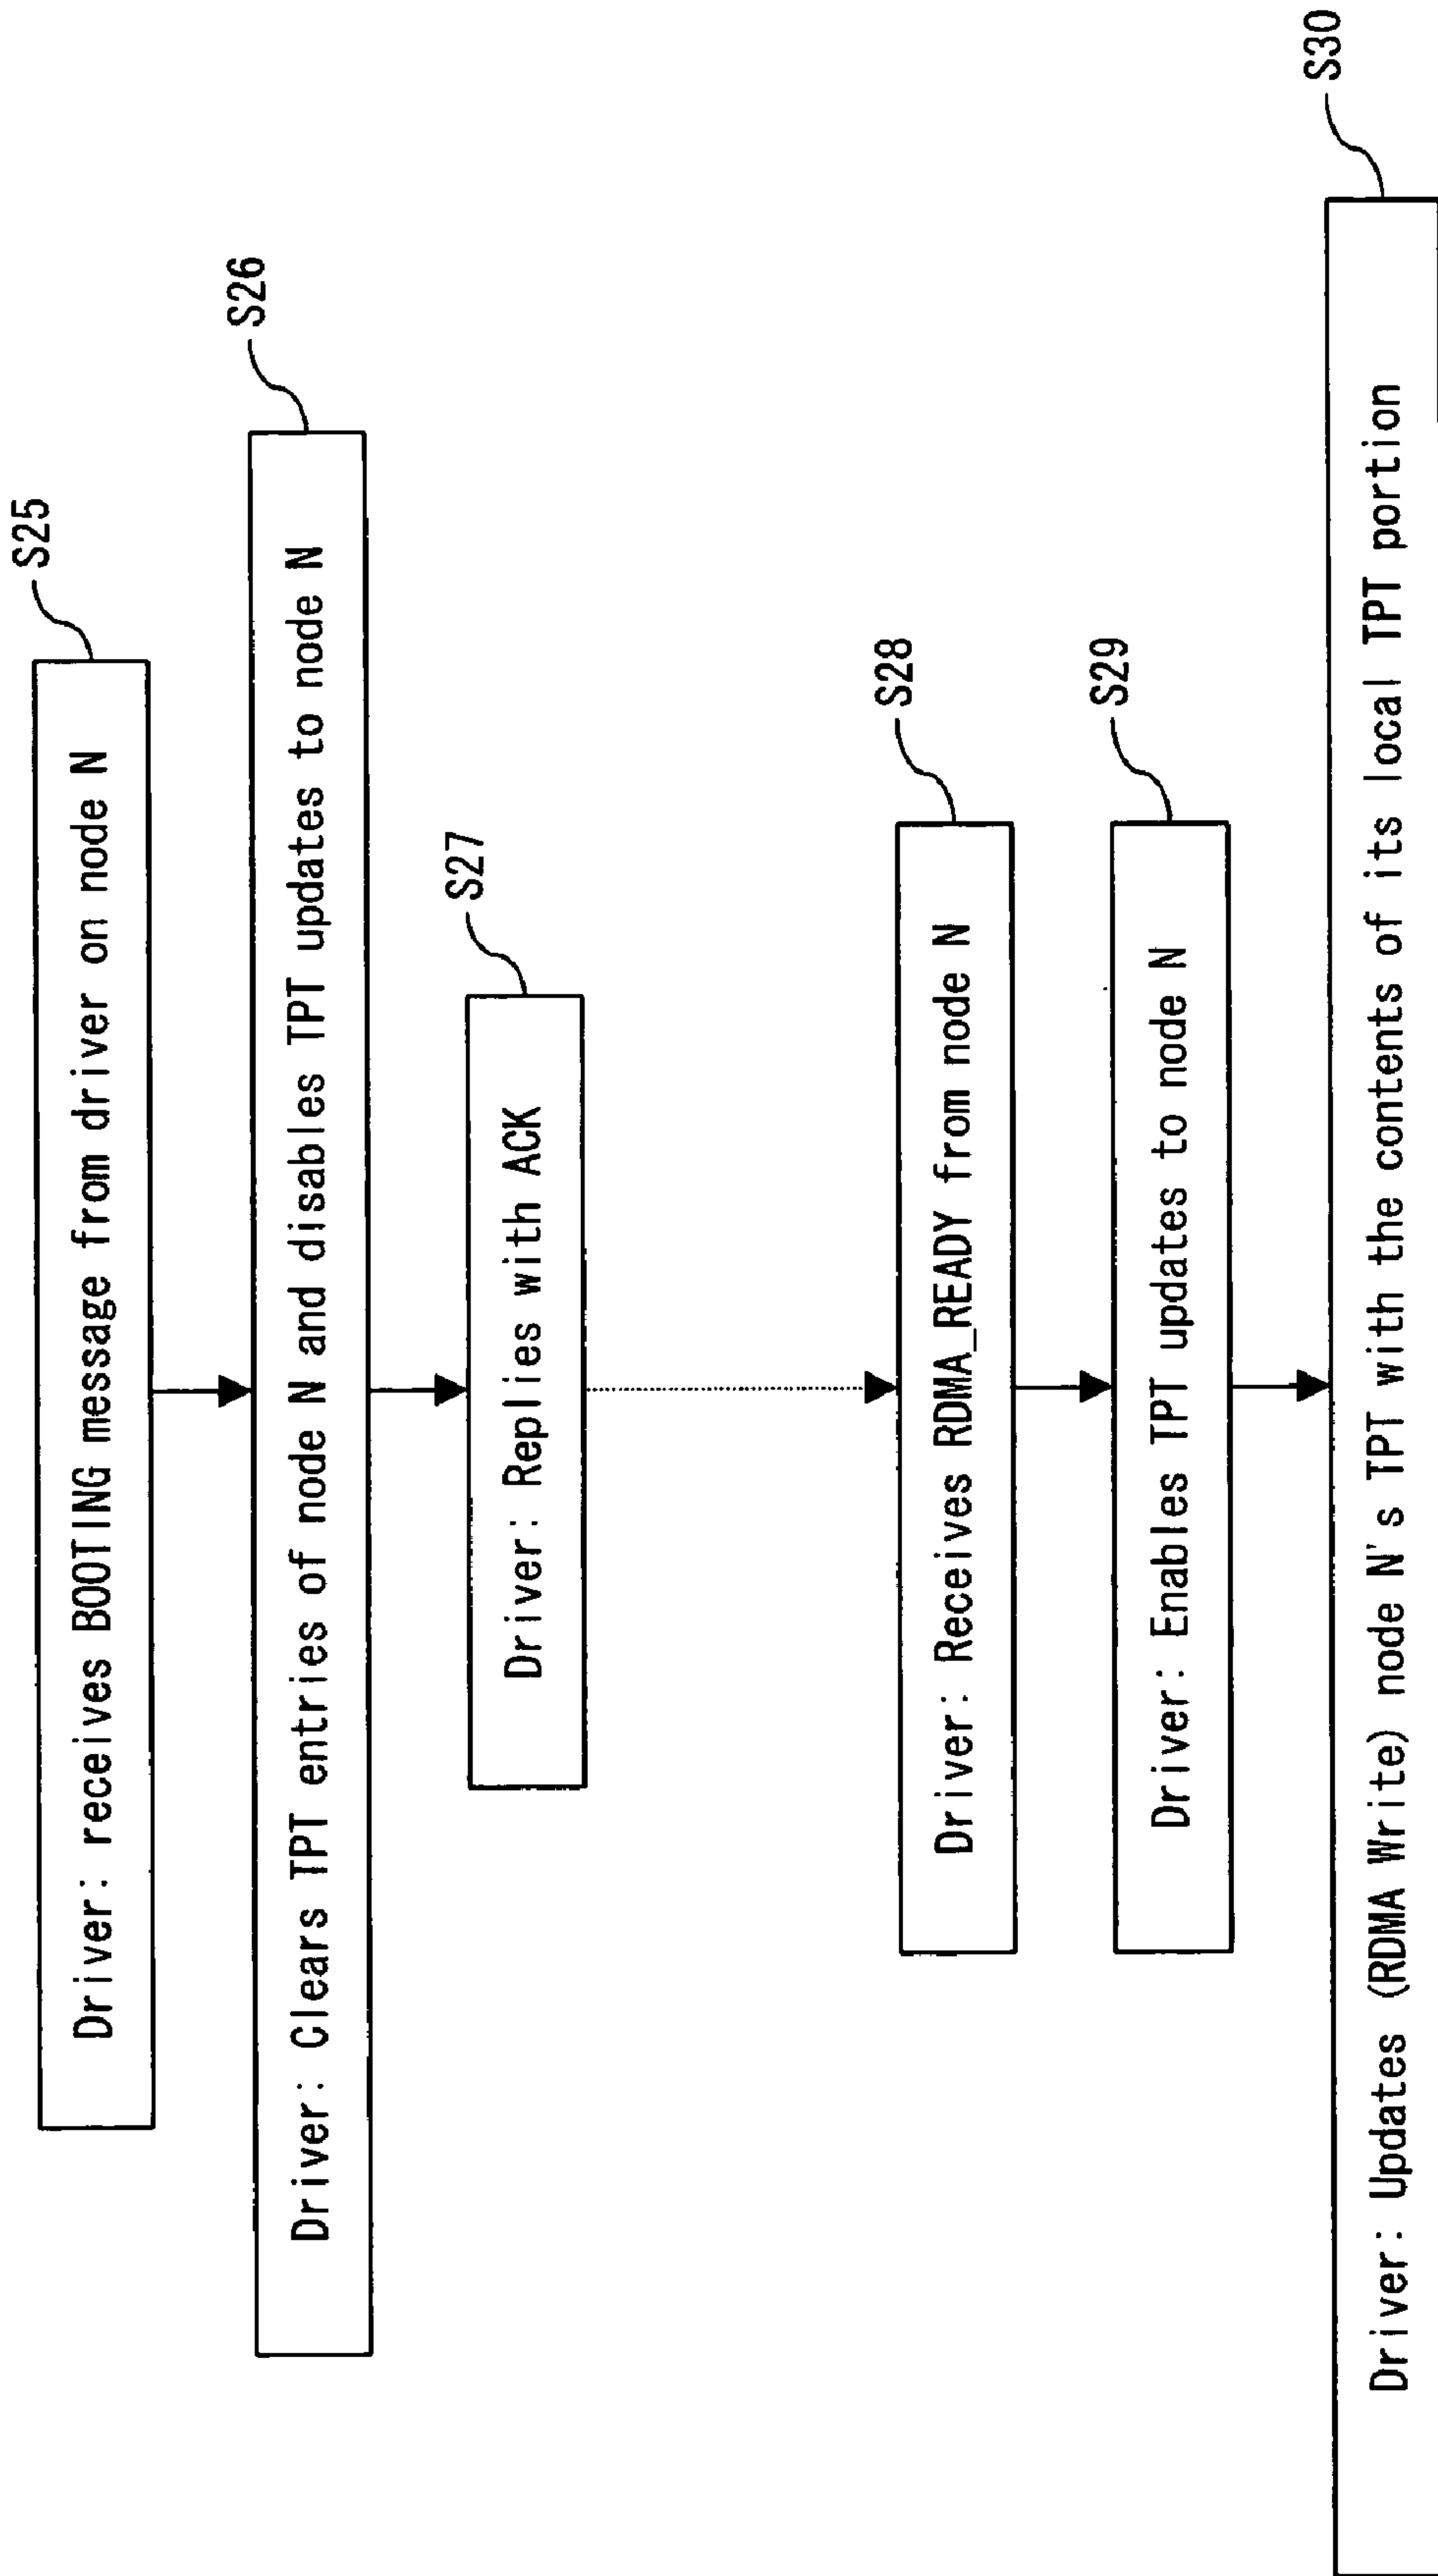 Driver: receives BOOTING message from driver on node N
S25
Driver: Clears TPT entries of node N and disables TPT updates to node N
S26
Driver: Replies with ACK
S27
Driver: Receives RDMA_READY from node N
S28
Driver: Enables TPT updates to node N
S29
Driver: Updates (RDMA Write) node N's TPT with the contents of its local TPT portion
S30